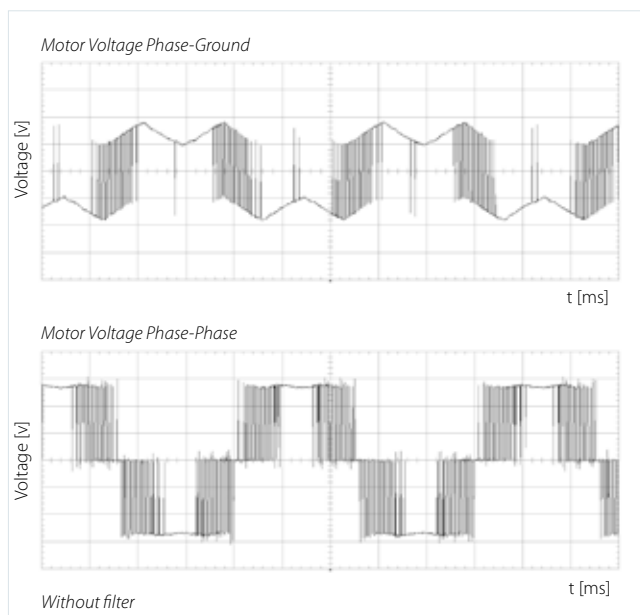 Motor Voltage Phase-Ground
Voltage [v]
t [ms]
Motor Voltage Phase-Phase
Voltage [v]
t [ms]
Without filter